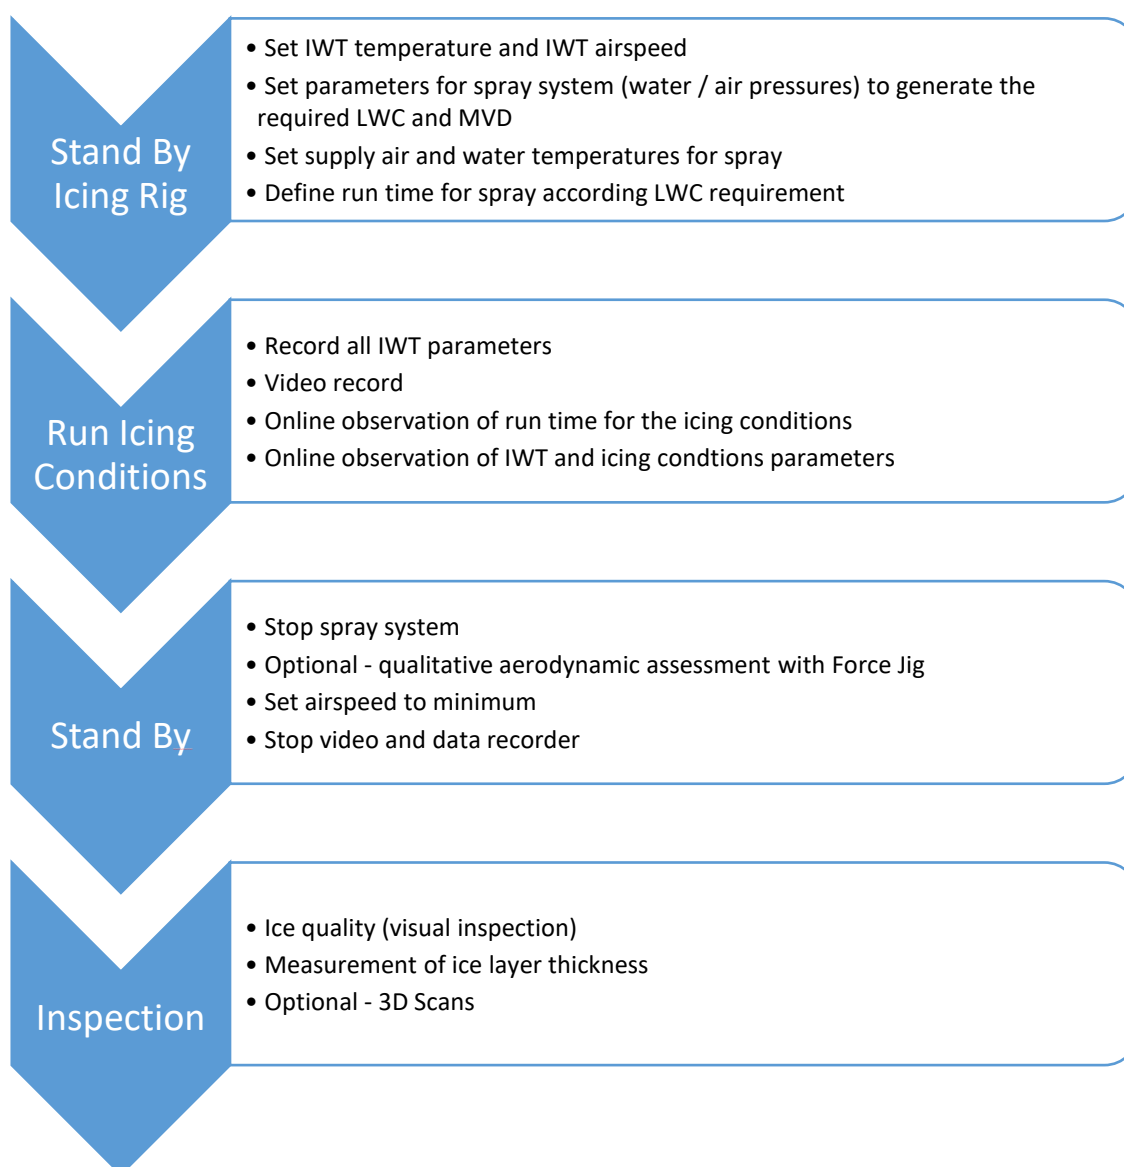 Stand By
Icing Rig
• Set IWT temperature and IWT airspeed
• Set parameters for spray system (water / air pressures) to generate the
required LWC and MVD
• Set supply air and water temperatures for spray
• Define run time for spray according LWC requirement
Run Icing
Conditions
• Record all IWT parameters
• Video record
• Online observation of run time for the icing conditions
• Online observation of IWT and icing condtions parameters
Stand By
• Stop spray system
• Optional - qualitative aerodynamic assessment with Force Jig
• Set airspeed to minimum
• Stop video and data recorder
Inspection
• Ice quality (visual inspection)
• Measurement of ice layer thickness
• Optional - 3D Scans